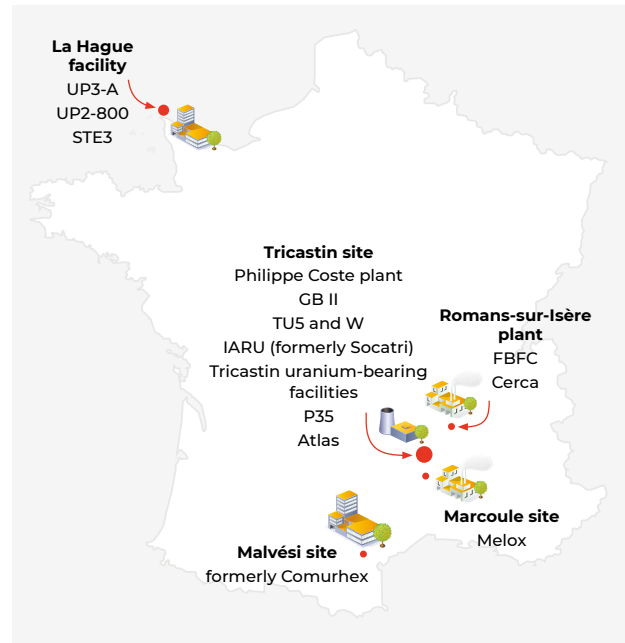 La Hague
facility
UP3-A
UP2-800
STE3
Tricastin site
Philippe Coste plant
GB II
TU5 and W
IARU (formerly Socatri)
Tricastin uranium-bearing
facilities
P35
Atlas
Romans-sur-Isère
plant
FBFC
Cerca
Marcoule site
Melox
Malvési site
formerly Comurhex